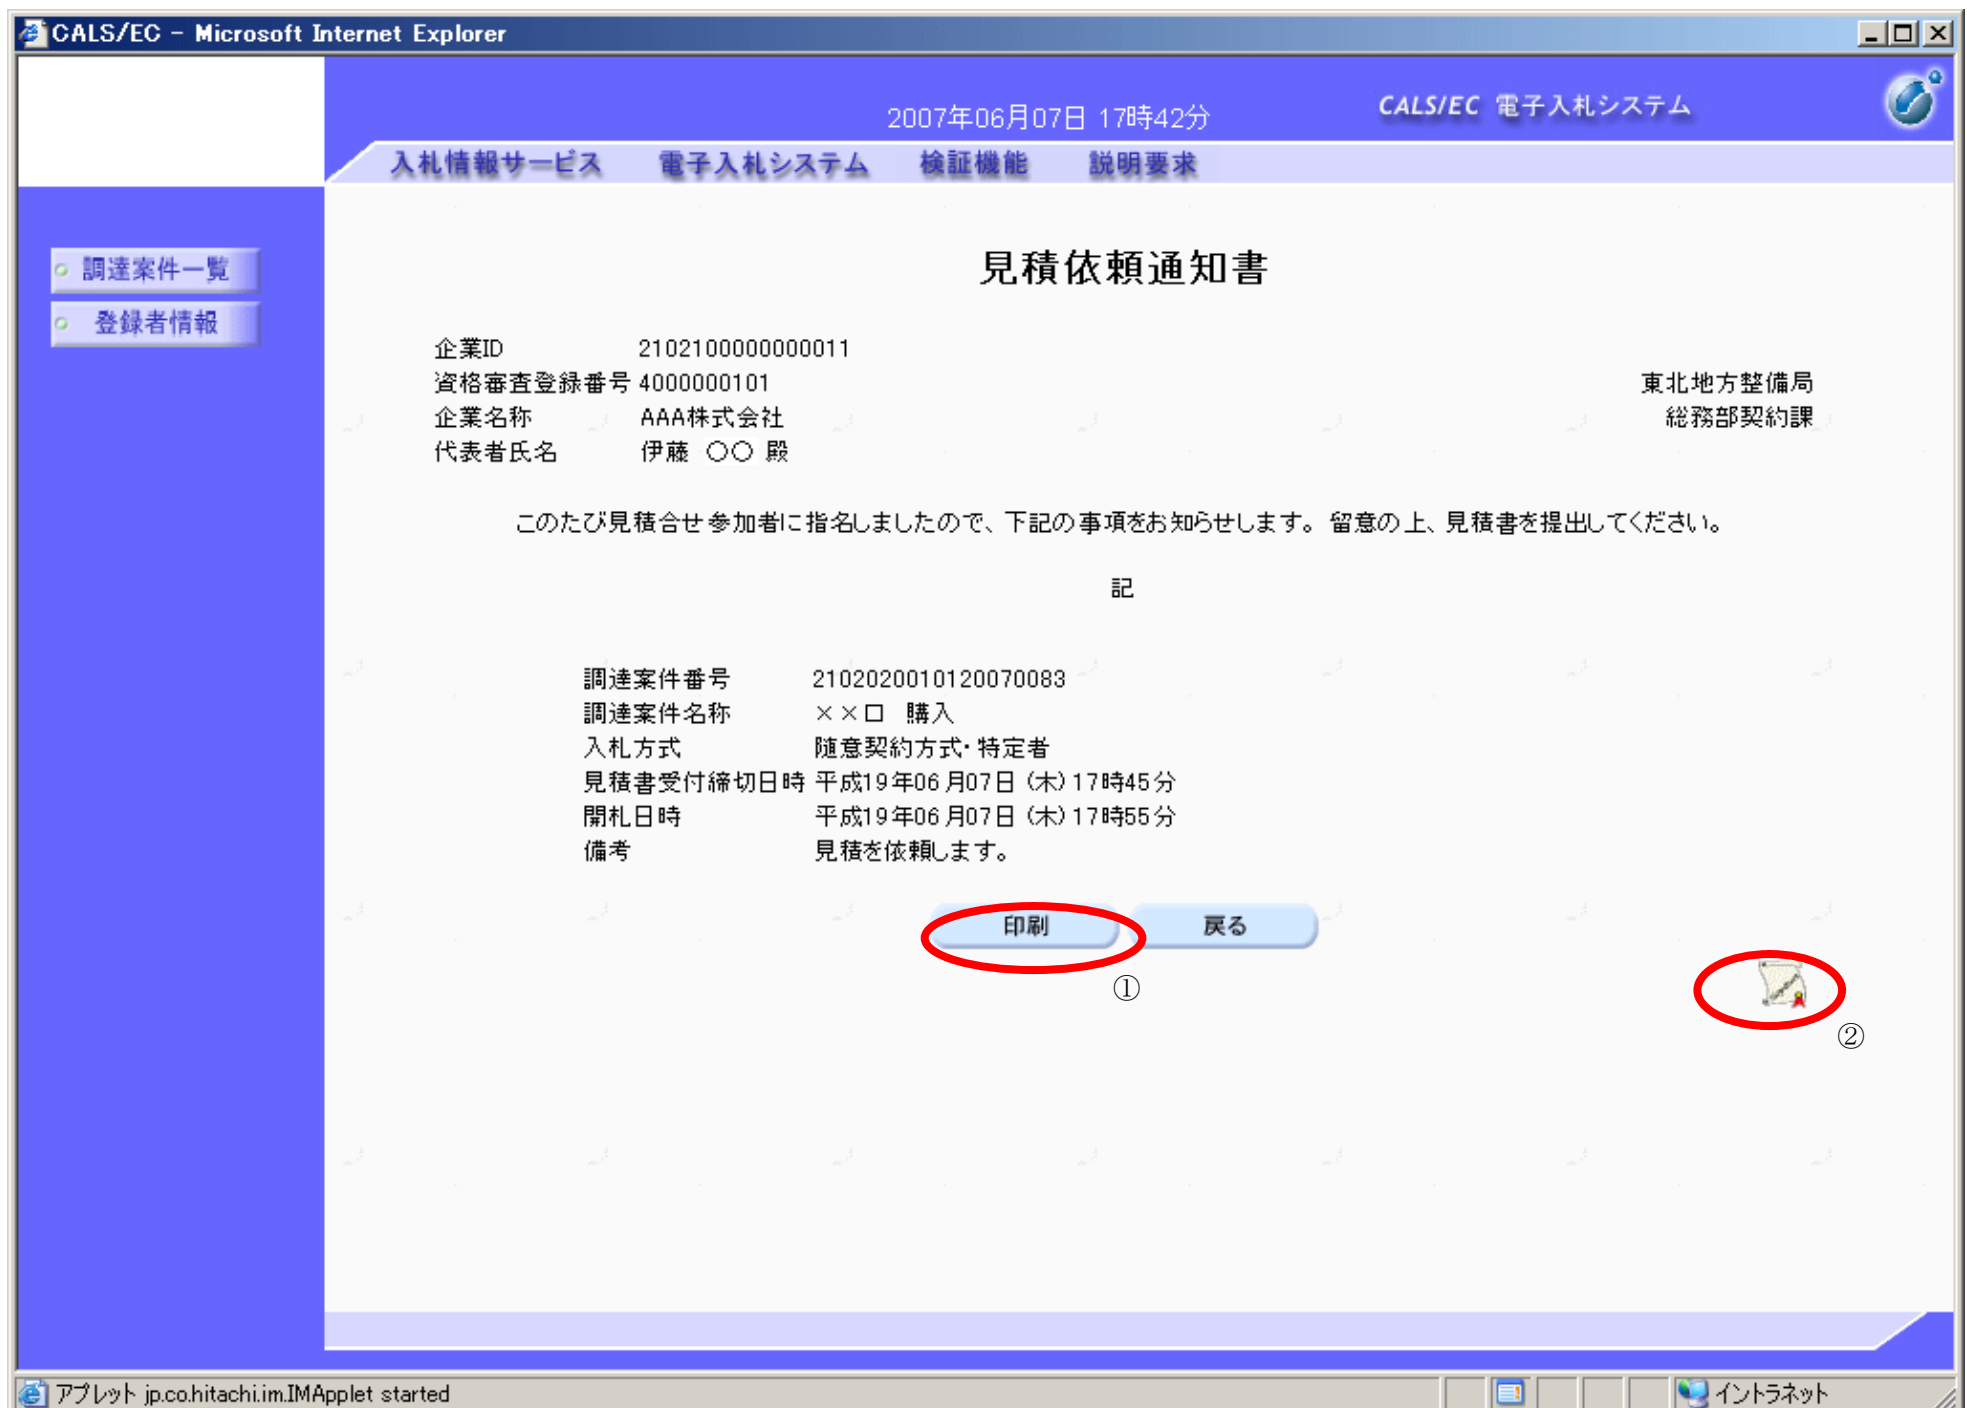 CALS/EC - Microsoft Internet Explorer
2007年06月07日 17時42分
CALS/EC 電子入札システム
入札情報サービス 電子入札システム 検証機能 説明要求
調達案件一覧
登録者情報
見積依頼通知書
企業ID 2102100000000011
資格審査登録番号 4000000101
東北地方整備局
企業名称 AAA株式会社
総務部契約課
代表者氏名 伊藤 〇〇 殿
このたび見積合せ参加者に指名しましたので、下記の事項をお知らせします。留意の上、見積書を提出してください。
記
調達案件番号 2102020010120070083
調達案件名称 ××口 購入
入札方式 随意契約方式・特定者
見積書受付締切日時 平成19年06月07日（木）17時45分
開札日時 平成19年06月07日（木）17時55分
備考 見積を依頼します。
印刷 戻る
①
②
アプレット jp.co.hitachi.im.IMApplet started
イントラネット